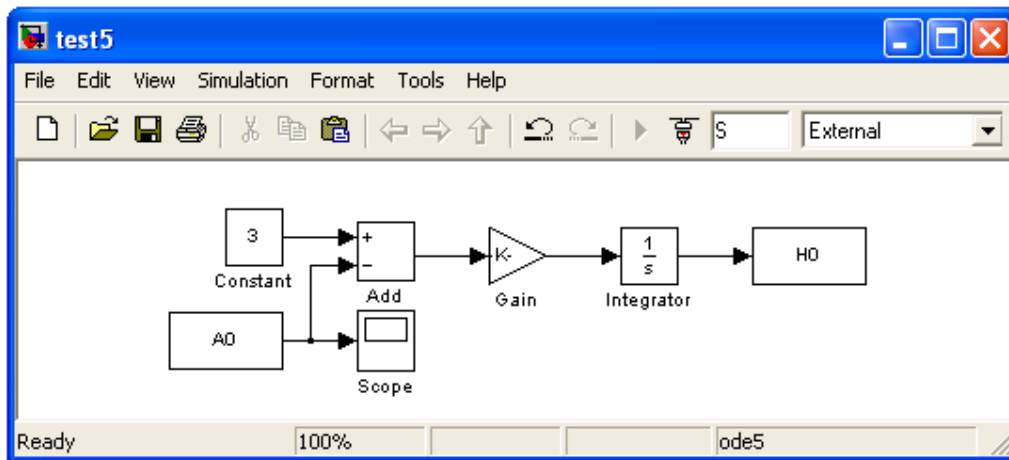 test5
File Edit View Simulation Format Tools Help
S External
3
Constant
+
−
Add
K-
Gain
1
s
Integrator
H0
A0
Scope
Ready 100% ode5